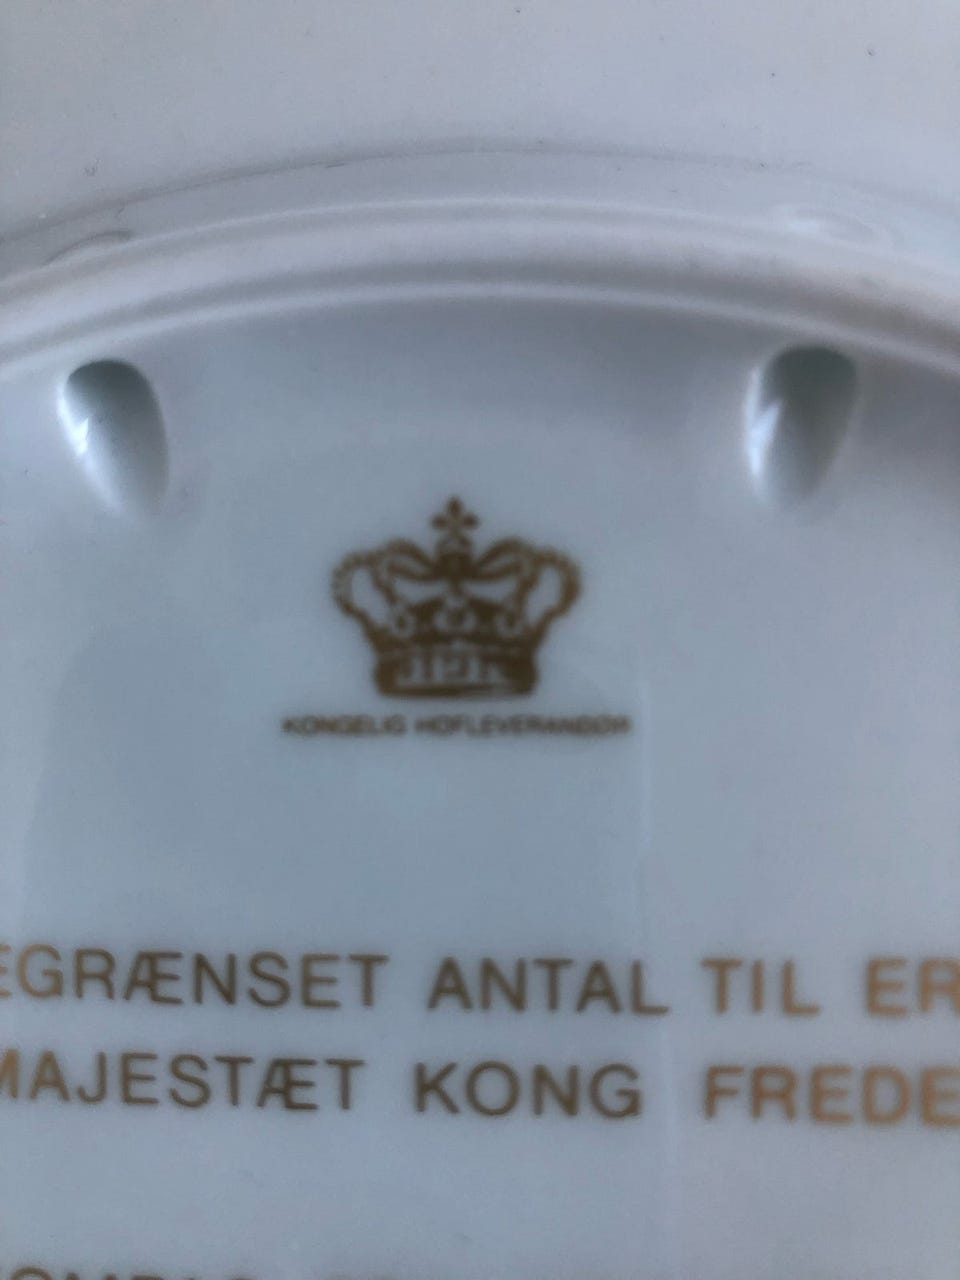 KONGELIG HOFLEVERANDØR
EGRÆNSET ANTAL TIL ER
MAJESTÆT KONG FREDE